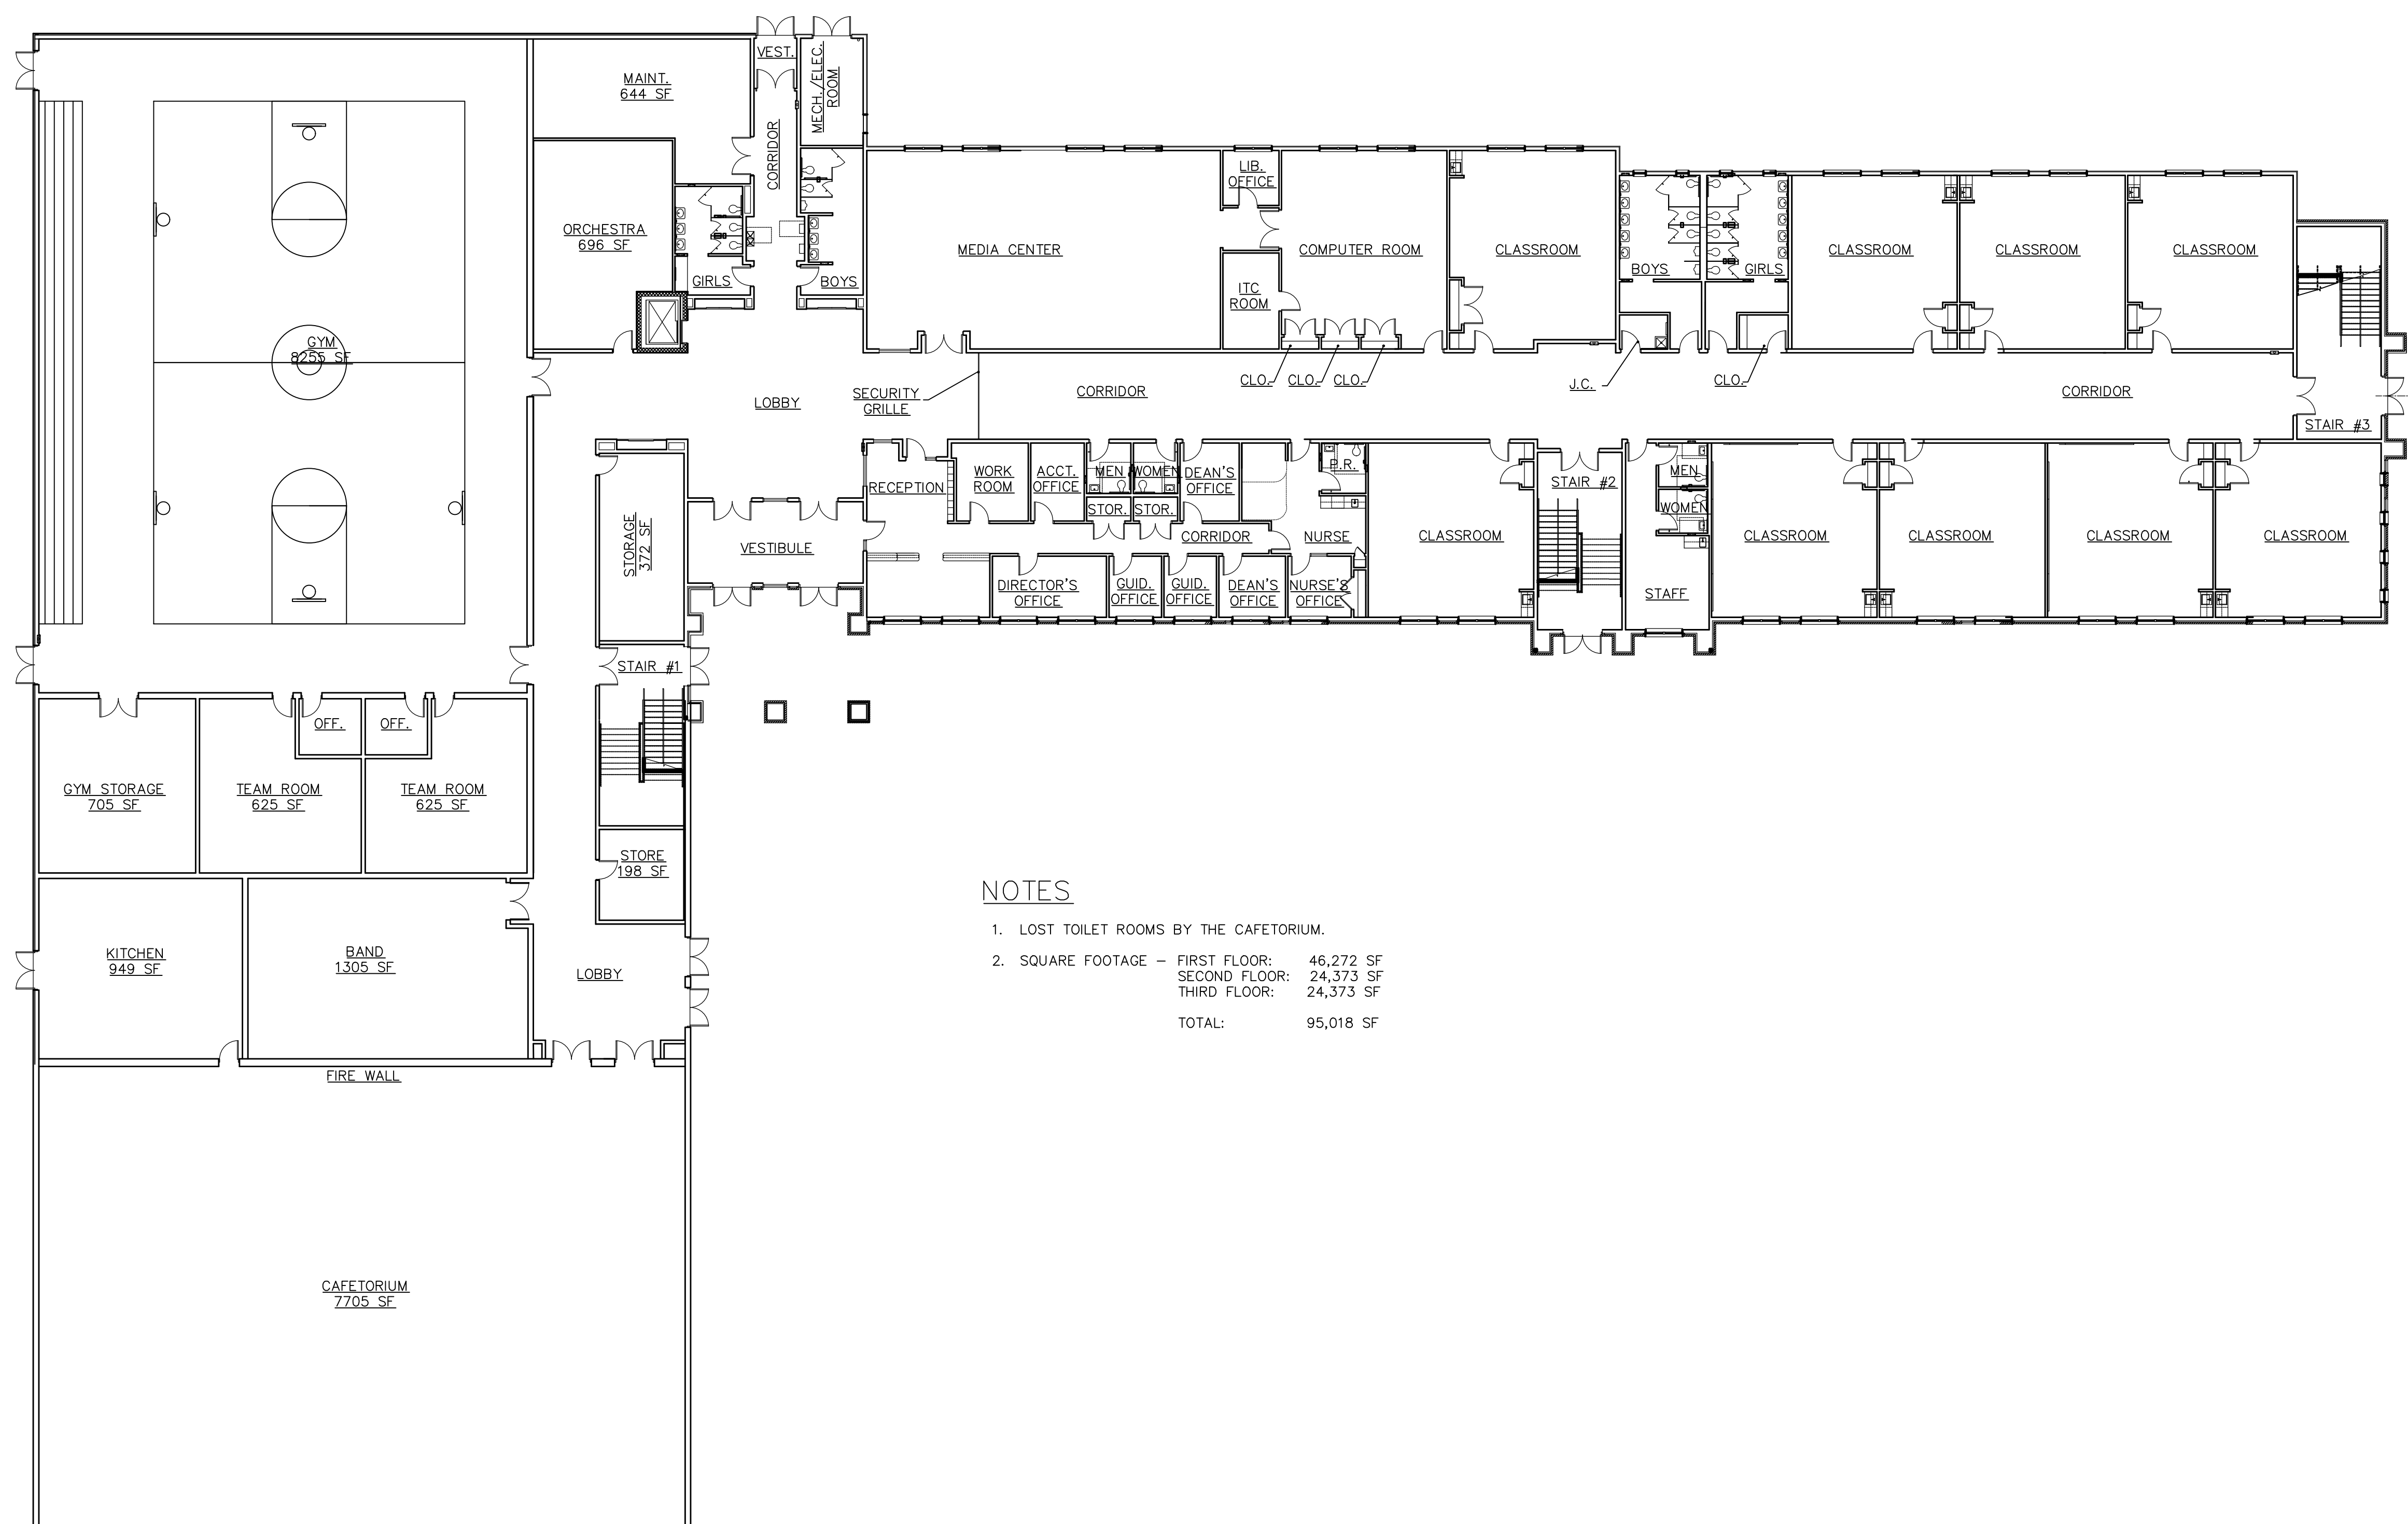 VEST.
MECH./ELEC.
ROOM
MAINT.
644 SF
CORRIDOR
ORCHESTRA
696 SF
GIRLS
BOYS
MEDIA CENTER
LIB.
OFFICE
ITC
ROOM
COMPUTER ROOM
CLASSROOM
BOYS
GIRLS
CLASSROOM
CLASSROOM
CLASSROOM
GYM
8255 SF
LOBBY
SECURITY
GRILLE
CORRIDOR
CLO.
CLO.
CLO.
J.C.
CLO.
CORRIDOR
STAIR #3
RECEPTION
WORK
ROOM
ACCT.
OFFICE
MEN
WOMEN
STOR.
STOR.
DEAN'S
OFFICE
P.R.
NURSE
CORRIDOR
CLASSROOM
STAIR #2
MEN
WOMEN
STAFF
CLASSROOM
CLASSROOM
CLASSROOM
CLASSROOM
STORAGE
372 SF
VESTIBULE
DIRECTOR'S
OFFICE
GUID.
OFFICE
GUID.
OFFICE
DEAN'S
OFFICE
NURSE'S
OFFICE
STAIR #1
OFF.
OFF.
GYM STORAGE
705 SF
TEAM ROOM
625 SF
TEAM ROOM
625 SF
STORE
198 SF
KITCHEN
949 SF
BAND
1305 SF
LOBBY
FIRE WALL
CAFETORIUM
7705 SF
NOTES
1. LOST TOILET ROOMS BY THE CAFETORIUM.
2. SQUARE FOOTAGE – FIRST FLOOR: 46,272 SF
SECOND FLOOR: 24,373 SF
THIRD FLOOR: 24,373 SF
TOTAL: 95,018 SF